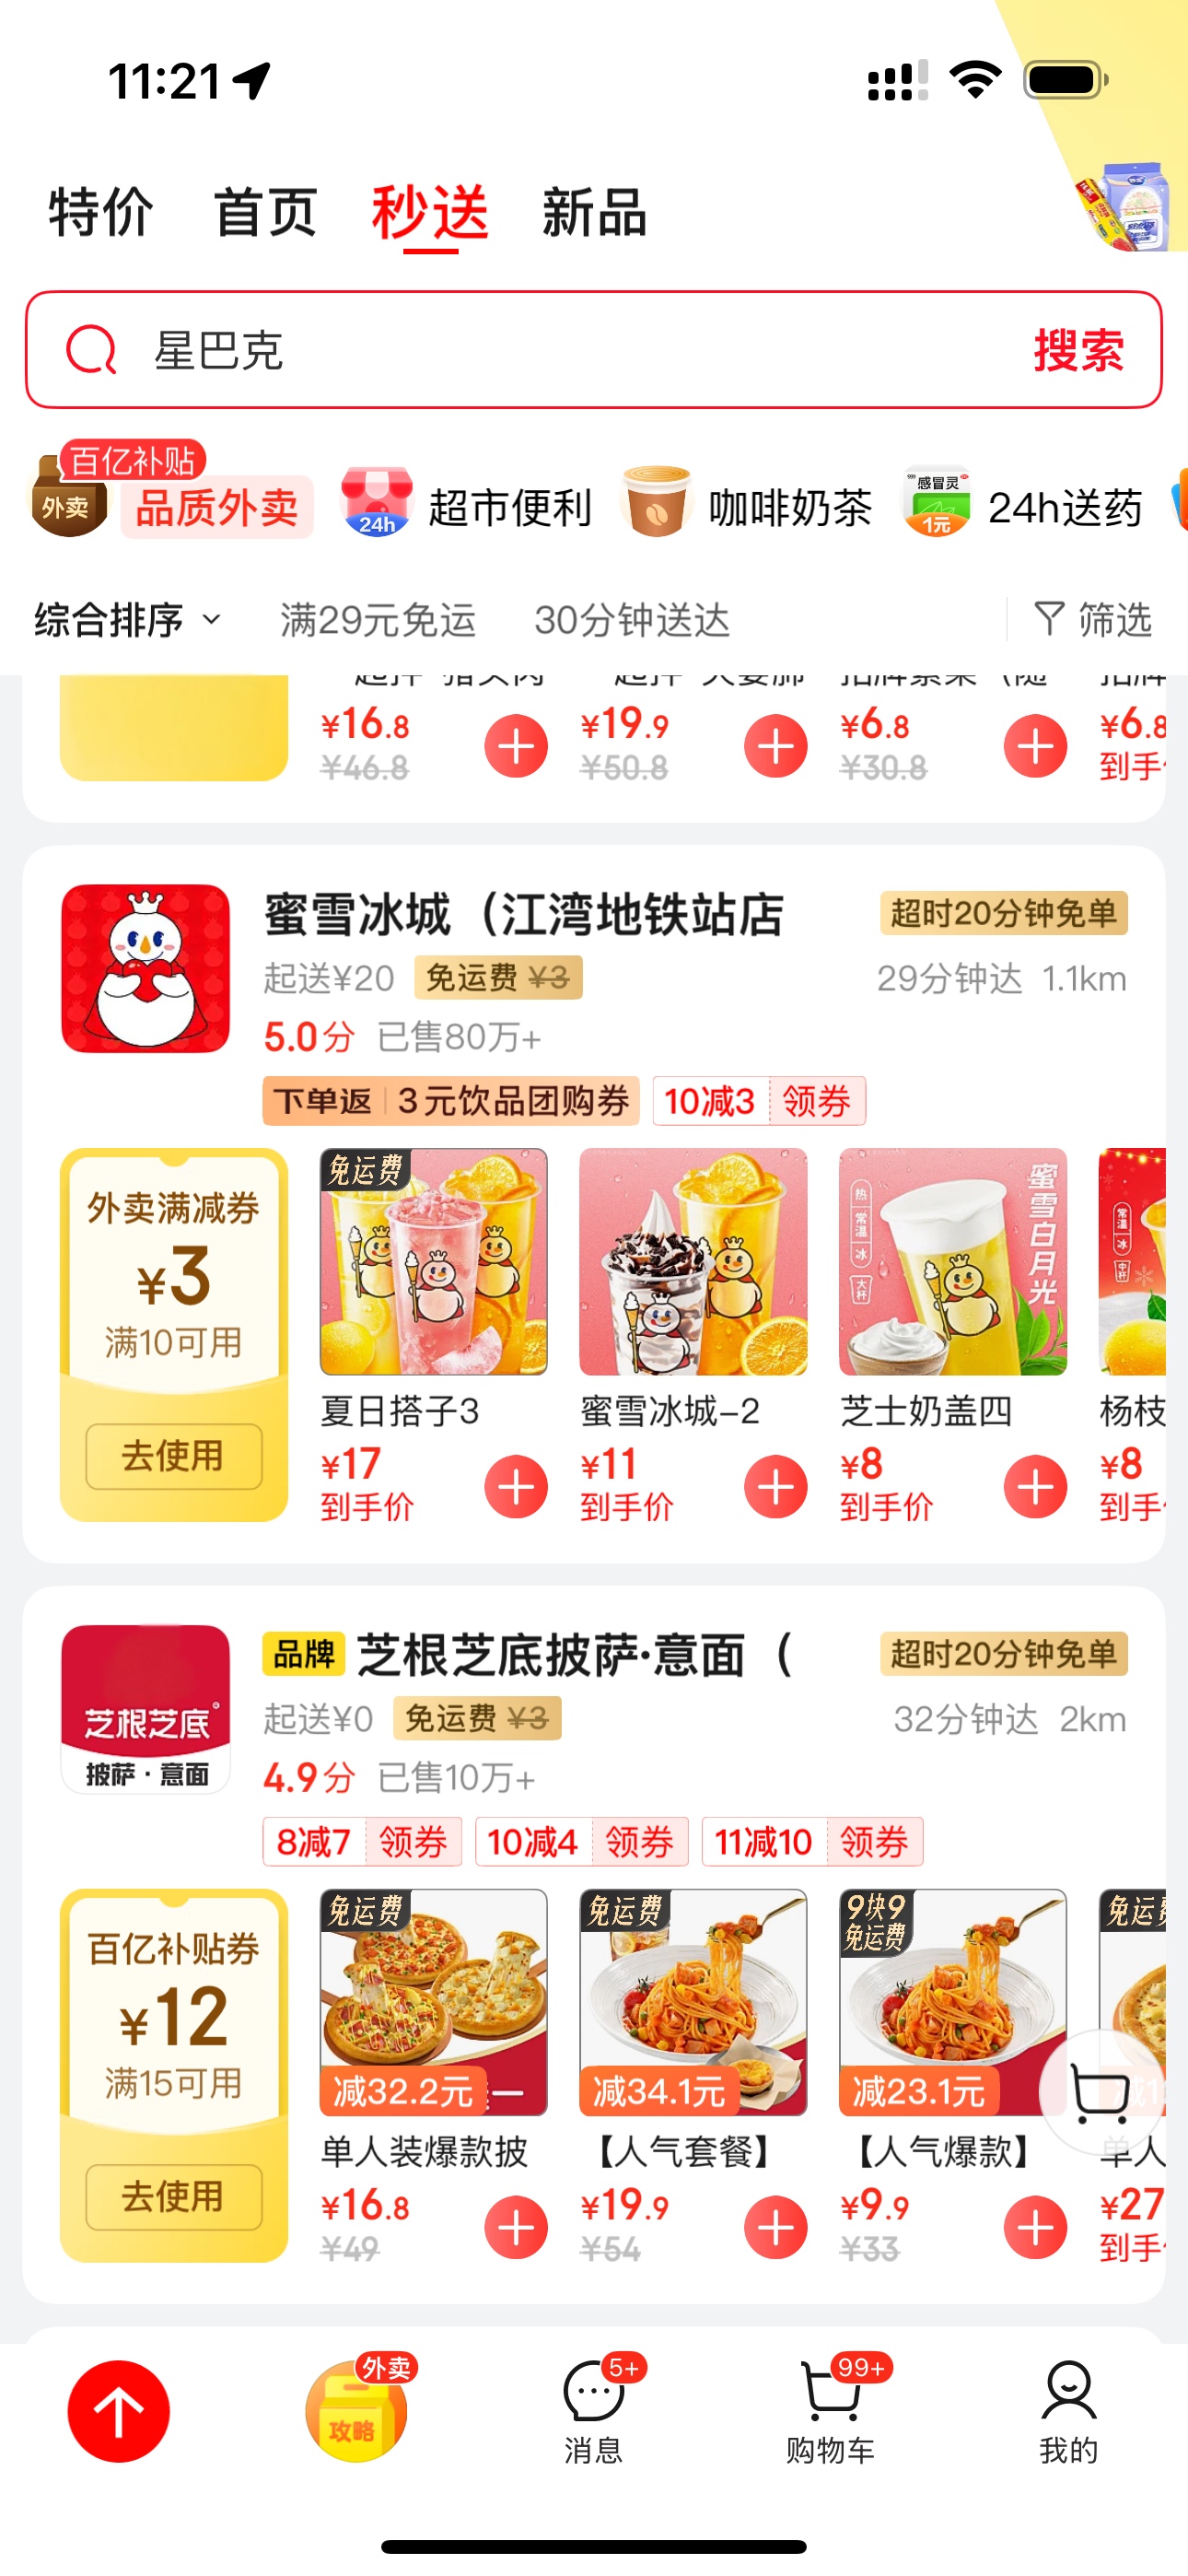 11:21
特价 首页 秒送 新品
星巴克 搜索
百亿补贴
外卖 品质外卖 24h 超市便利 咖啡奶茶 感冒灵 1元 24h送药
综合排序 满29元免运 30分钟送达 筛选
¥16.8 ¥19.9 ¥6.8 ¥6.8
¥46.8 ¥50.8 ¥30.8 到手
蜜雪冰城（江湾地铁站店 超时20分钟免单
起送¥20 免运费 ¥3 29分钟达 1.1km
5.0分 已售80万+
下单返 3元饮品团购券 10减3 领券
外卖满减券
¥3
满10可用
去使用
免运费
热 常温 冰 大杯
蜜雪白月光
常温 冰 中杯
夏日搭子3 蜜雪冰城-2 芝士奶盖四 杨枝
¥17 ¥11 ¥8 ¥8
到手价 到手价 到手价 到手
芝根芝底
披萨·意面
品牌 芝根芝底披萨·意面（ 超时20分钟免单
起送¥0 免运费 ¥3 32分钟达 2km
4.9分 已售10万+
8减7 领券 10减4 领券 11减10 领券
百亿补贴券
¥12
满15可用
去使用
免运费 免运费 9块9 免运费 免运
减32.2元 减34.1元 减23.1元
单人装爆款披 【人气套餐】 【人气爆款】 单人
¥16.8 ¥19.9 ¥9.9 ¥27
¥49 ¥54 ¥33 到手
外卖 5+ 99+
攻略 消息 购物车 我的